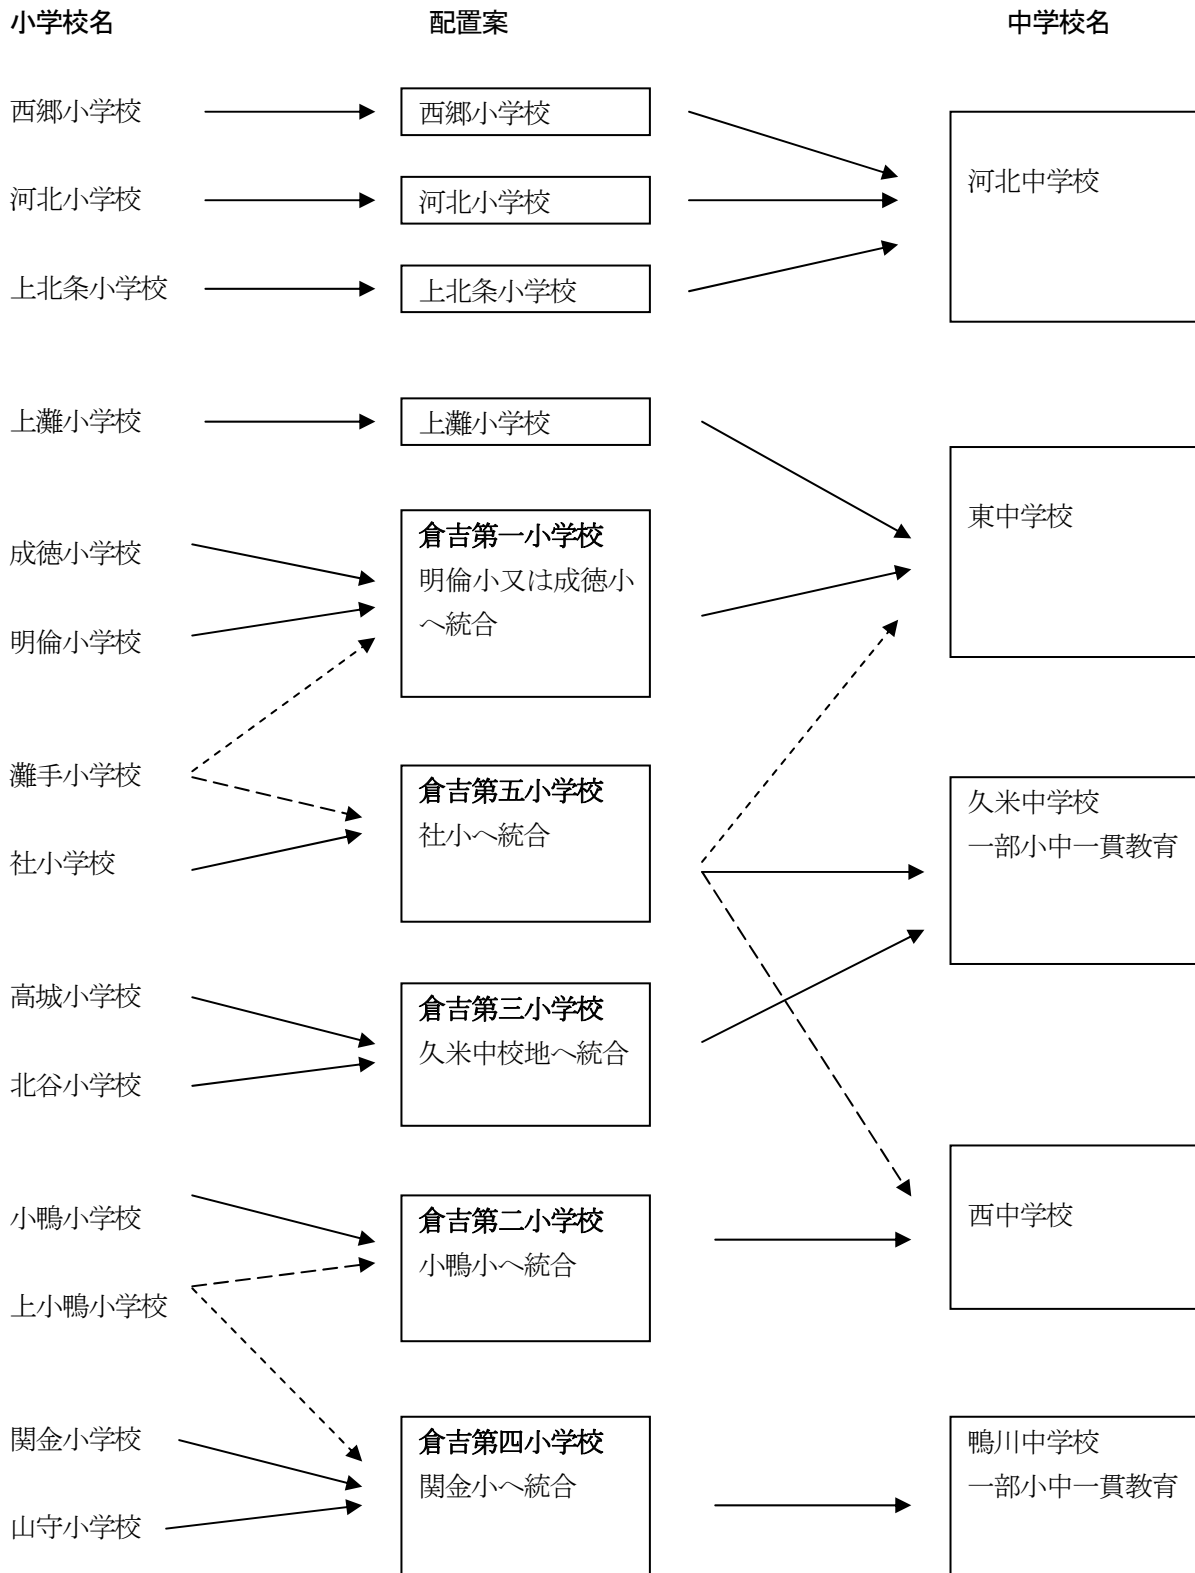 小学校名 配置案 中学校名
西郷小学校 西郷小学校
河北中学校
河北小学校 河北小学校
上北条小学校 上北条小学校
上灘小学校 上灘小学校
東中学校
成徳小学校
倉吉第一小学校
明倫小又は成徳小
へ統合
明倫小学校
灘手小学校
倉吉第五小学校
社小へ統合
久米中学校
一部小中一貫教育
社小学校
高城小学校
倉吉第三小学校
久米中校地へ統合
北谷小学校
小鴨小学校
倉吉第二小学校
小鴨小へ統合
西中学校
上小鴨小学校
関金小学校
倉吉第四小学校
関金小へ統合
鴨川中学校
一部小中一貫教育
山守小学校